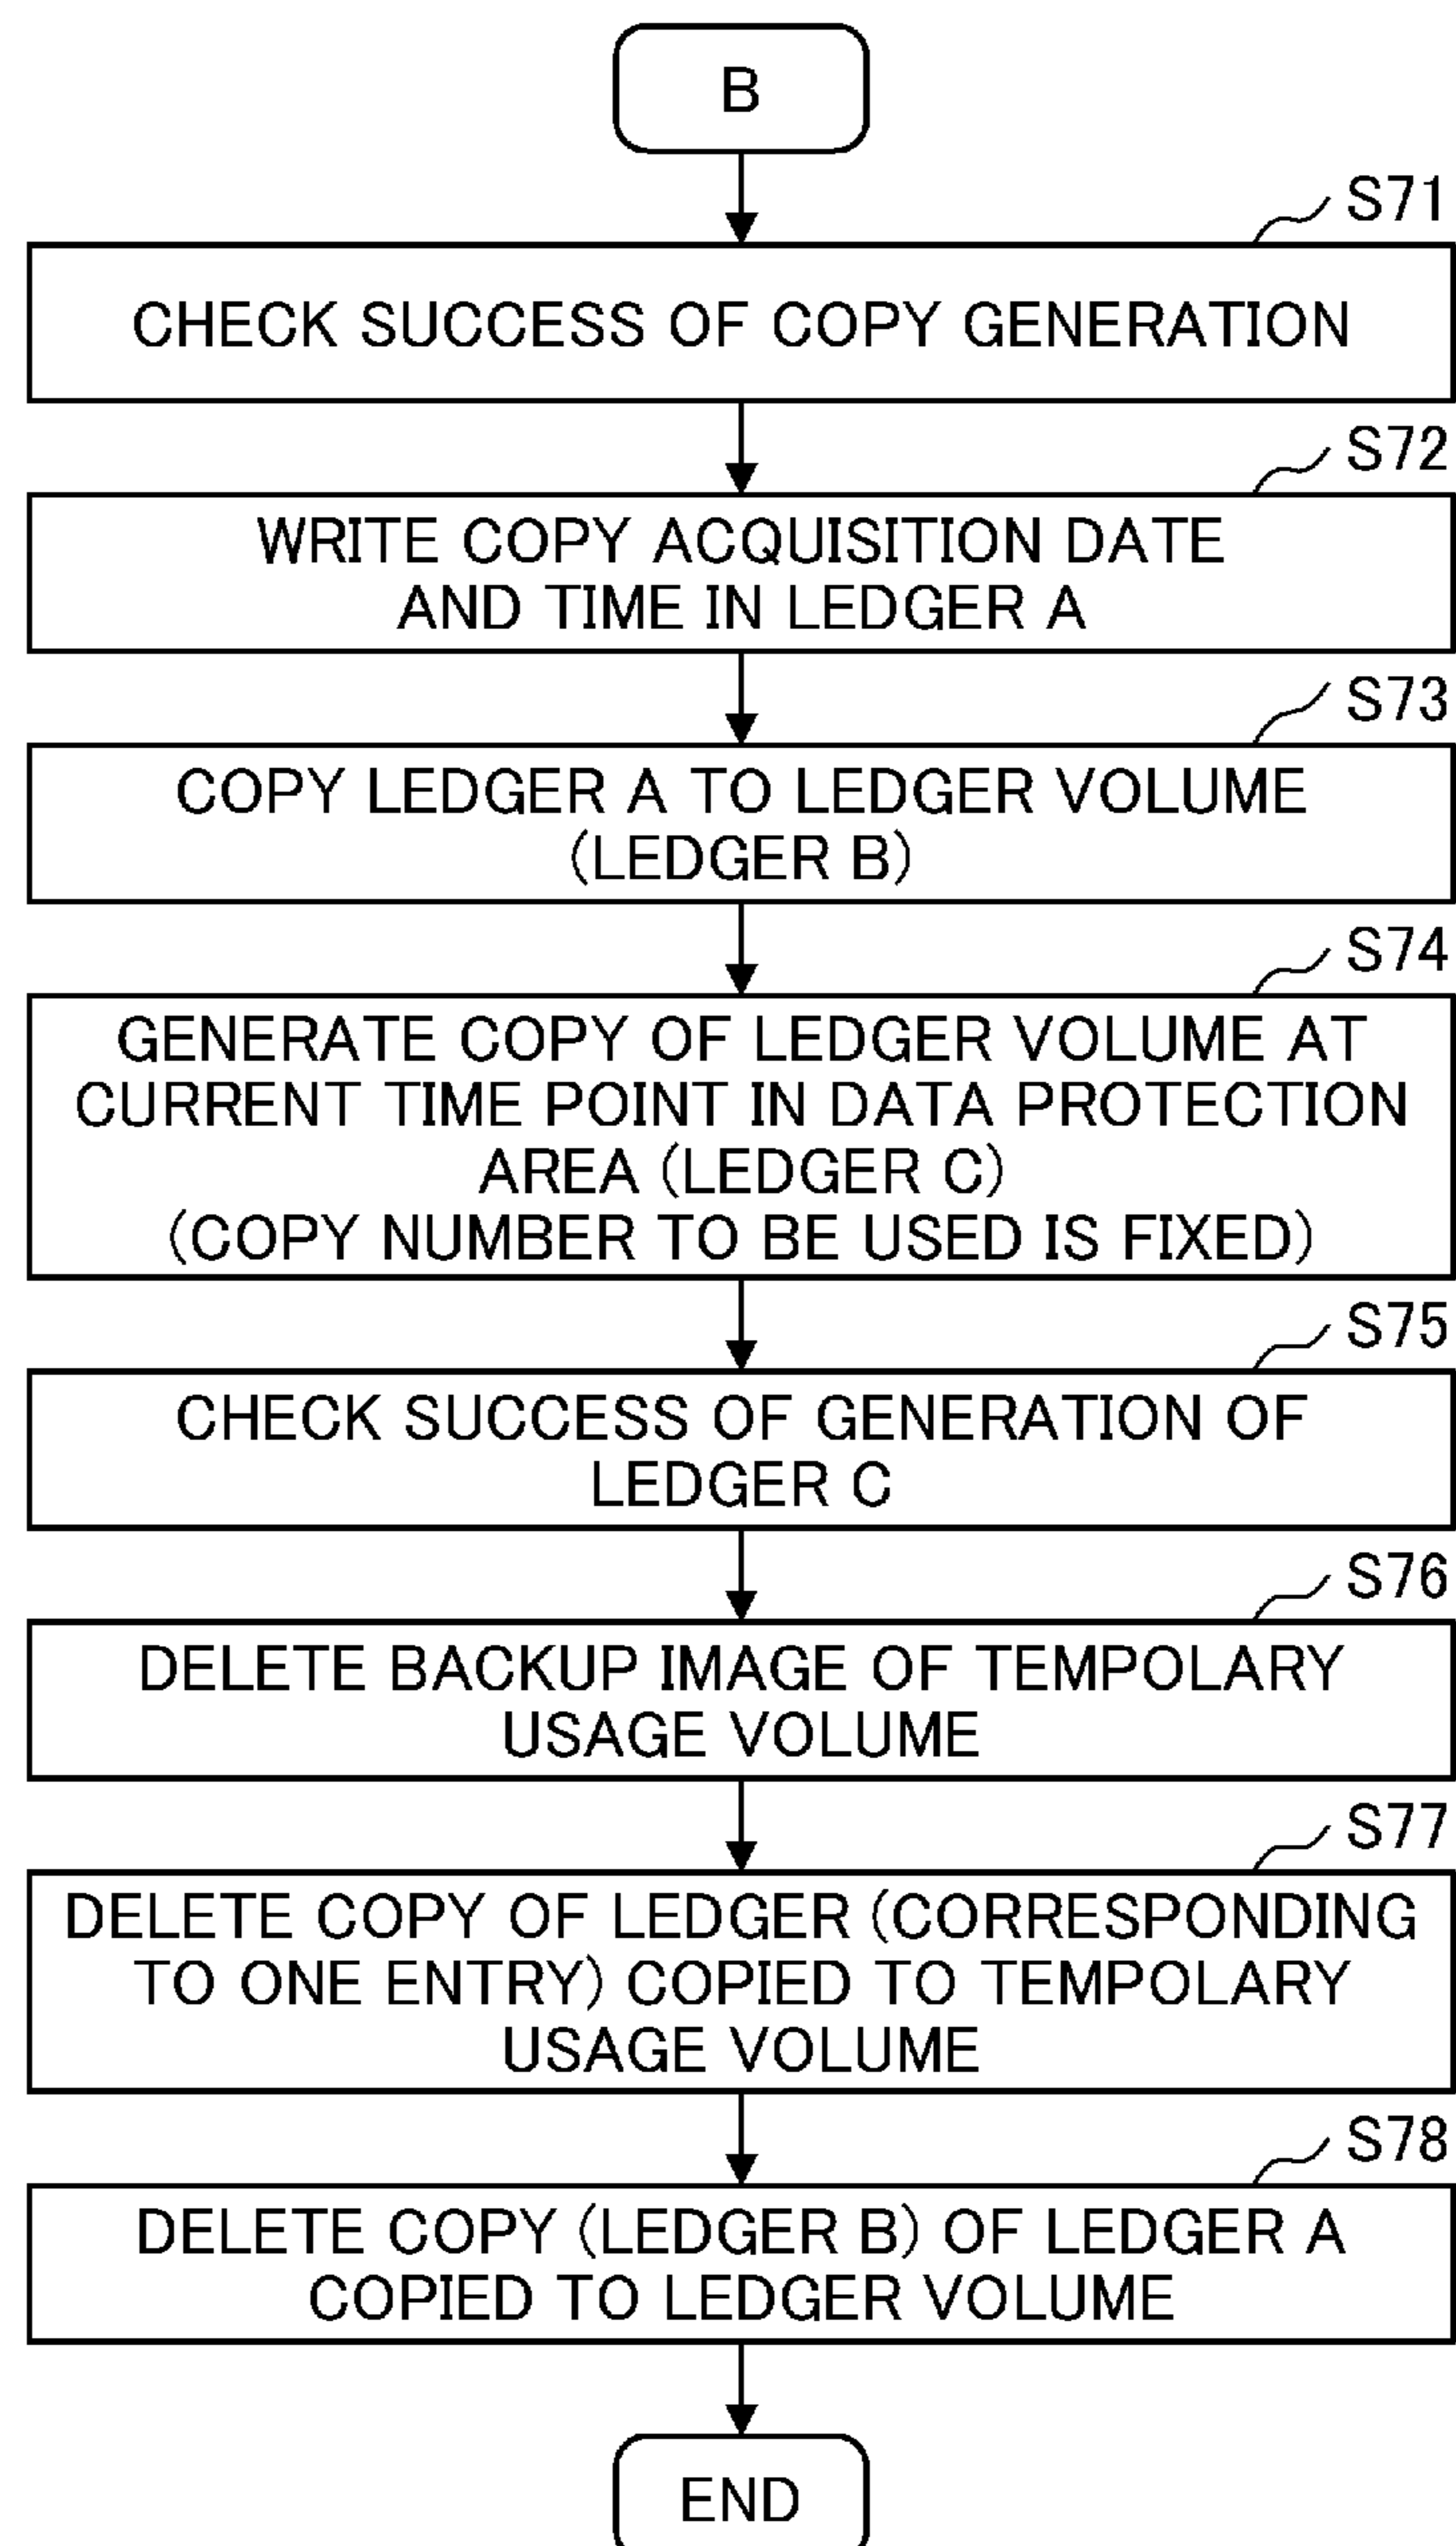 B
S71
CHECK SUCCESS OF COPY GENERATION
S72
WRITE COPY ACQUISITION DATE
AND TIME IN LEDGER A
S73
COPY LEDGER A TO LEDGER VOLUME
(LEDGER B)
S74
GENERATE COPY OF LEDGER VOLUME AT
CURRENT TIME POINT IN DATA PROTECTION
AREA (LEDGER C)
(COPY NUMBER TO BE USED IS FIXED)
S75
CHECK SUCCESS OF GENERATION OF
LEDGER C
S76
DELETE BACKUP IMAGE OF TEMPOLARY
USAGE VOLUME
S77
DELETE COPY OF LEDGER (CORRESPONDING
TO ONE ENTRY) COPIED TO TEMPOLARY
USAGE VOLUME
S78
DELETE COPY (LEDGER B) OF LEDGER A
COPIED TO LEDGER VOLUME
END